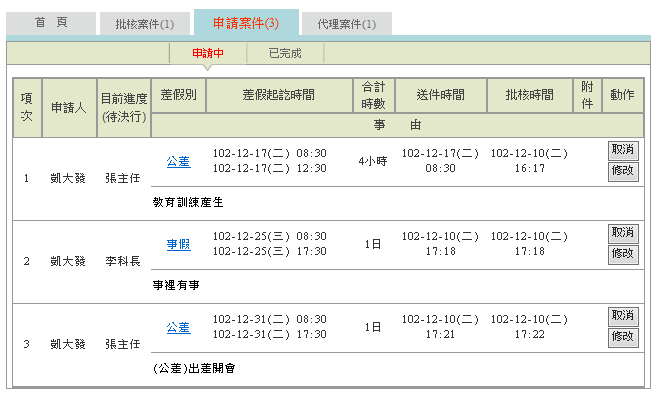 首 頁 批核案件(1) 申請案件(3) 代理案件(1)
申請中 已完成
項次 申請人 目前進度(待決行) 差假別 差假起訖時間 合計時數 送件時間 批核時間 附件 動作
事 由
1 凱大發 張主任 公差 102-12-17(二) 08:30 4小時 102-12-17(二) 102-12-10(二) 取消
102-12-17(二) 12:30 08:30 16:17 修改
教育訓練產生
2 凱大發 李科長 事假 102-12-25(三) 08:30 1日 102-12-10(二) 102-12-10(二) 取消
102-12-25(三) 17:30 17:18 17:18 修改
事裡有事
3 凱大發 張主任 公差 102-12-31(二) 08:30 1日 102-12-10(二) 102-12-10(二) 取消
102-12-31(二) 17:30 17:21 17:22 修改
(公差)出差開會